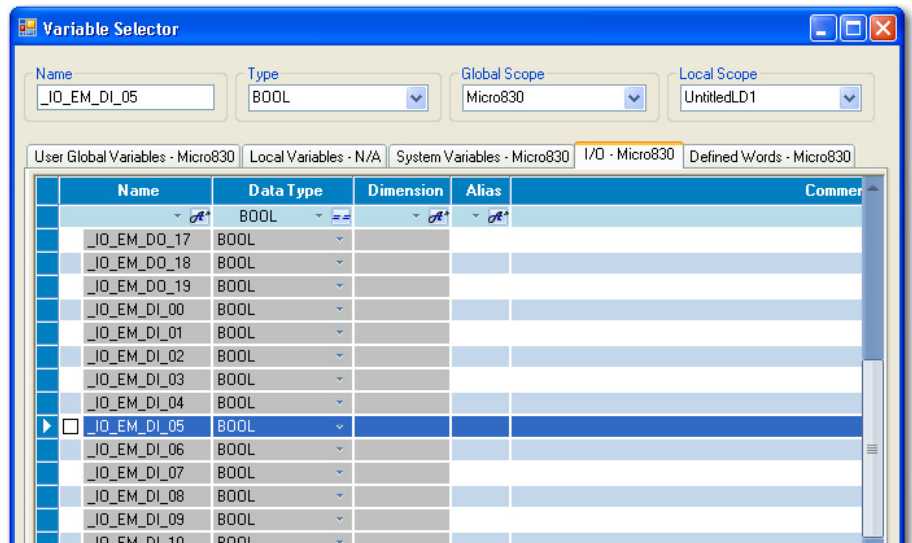 Variable Selector
Name Type Global Scope Local Scope
_IO_EM_DI_05 BOOL Micro830 UntitledLD1
User Global Variables - Micro830 Local Variables - N/A System Variables - Micro830 I/O - Micro830 Defined Words - Micro830
Name Data Type Dimension Alias Commer
BOOL ==
_IO_EM_DO_17 BOOL
_IO_EM_DO_18 BOOL
_IO_EM_DO_19 BOOL
_IO_EM_DI_00 BOOL
_IO_EM_DI_01 BOOL
_IO_EM_DI_02 BOOL
_IO_EM_DI_03 BOOL
_IO_EM_DI_04 BOOL
_IO_EM_DI_05 BOOL
_IO_EM_DI_06 BOOL
_IO_EM_DI_07 BOOL
_IO_EM_DI_08 BOOL
_IO_EM_DI_09 BOOL
_IO_EM_DI_10 BOOL